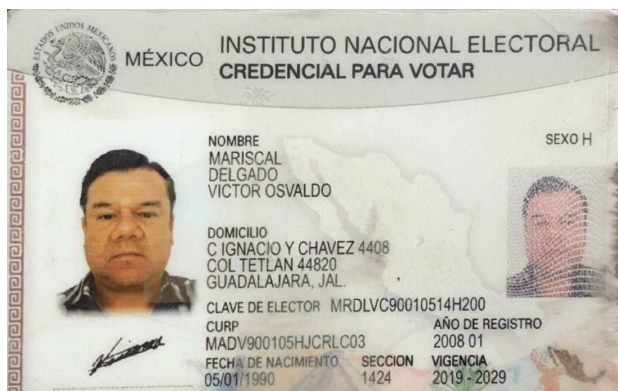 ESTADOS UNIDOS MEXICANOS
MÉXICO
INSTITUTO NACIONAL ELECTORAL
CREDENCIAL PARA VOTAR
NOMBRE
MARISCAL
DELGADO
VICTOR OSVALDO
SEXO H
DOMICILIO
C IGNACIO Y CHAVEZ 4408
COL TETLAN 44820
GUADALAJARA, JAL.
CLAVE DE ELECTOR MRDLVC90010514H200
CURP
MADV900105HJCRLC03
AÑO DE REGISTRO
2008 01
FECHA DE NACIMIENTO
05/01/1990
SECCION
1424
VIGENCIA
2019 - 2029